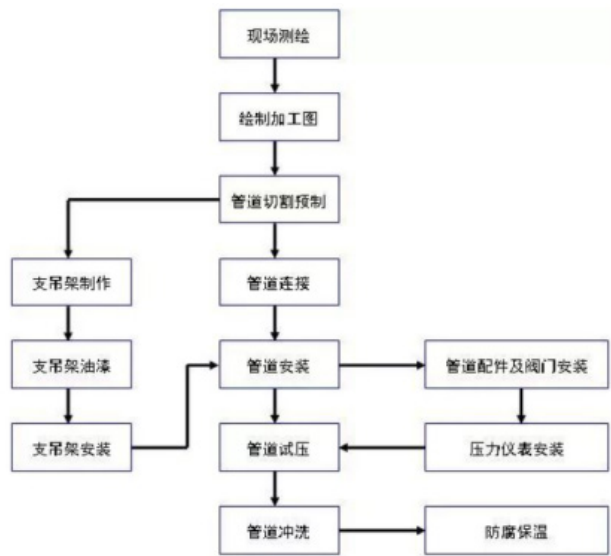 现场测绘
绘制加工图
管道切割预制
支吊架制作
管道连接
支吊架油漆
管道安装
管道配件及阀门安装
支吊架安装
管道试压
压力仪表安装
管道冲洗
防腐保温